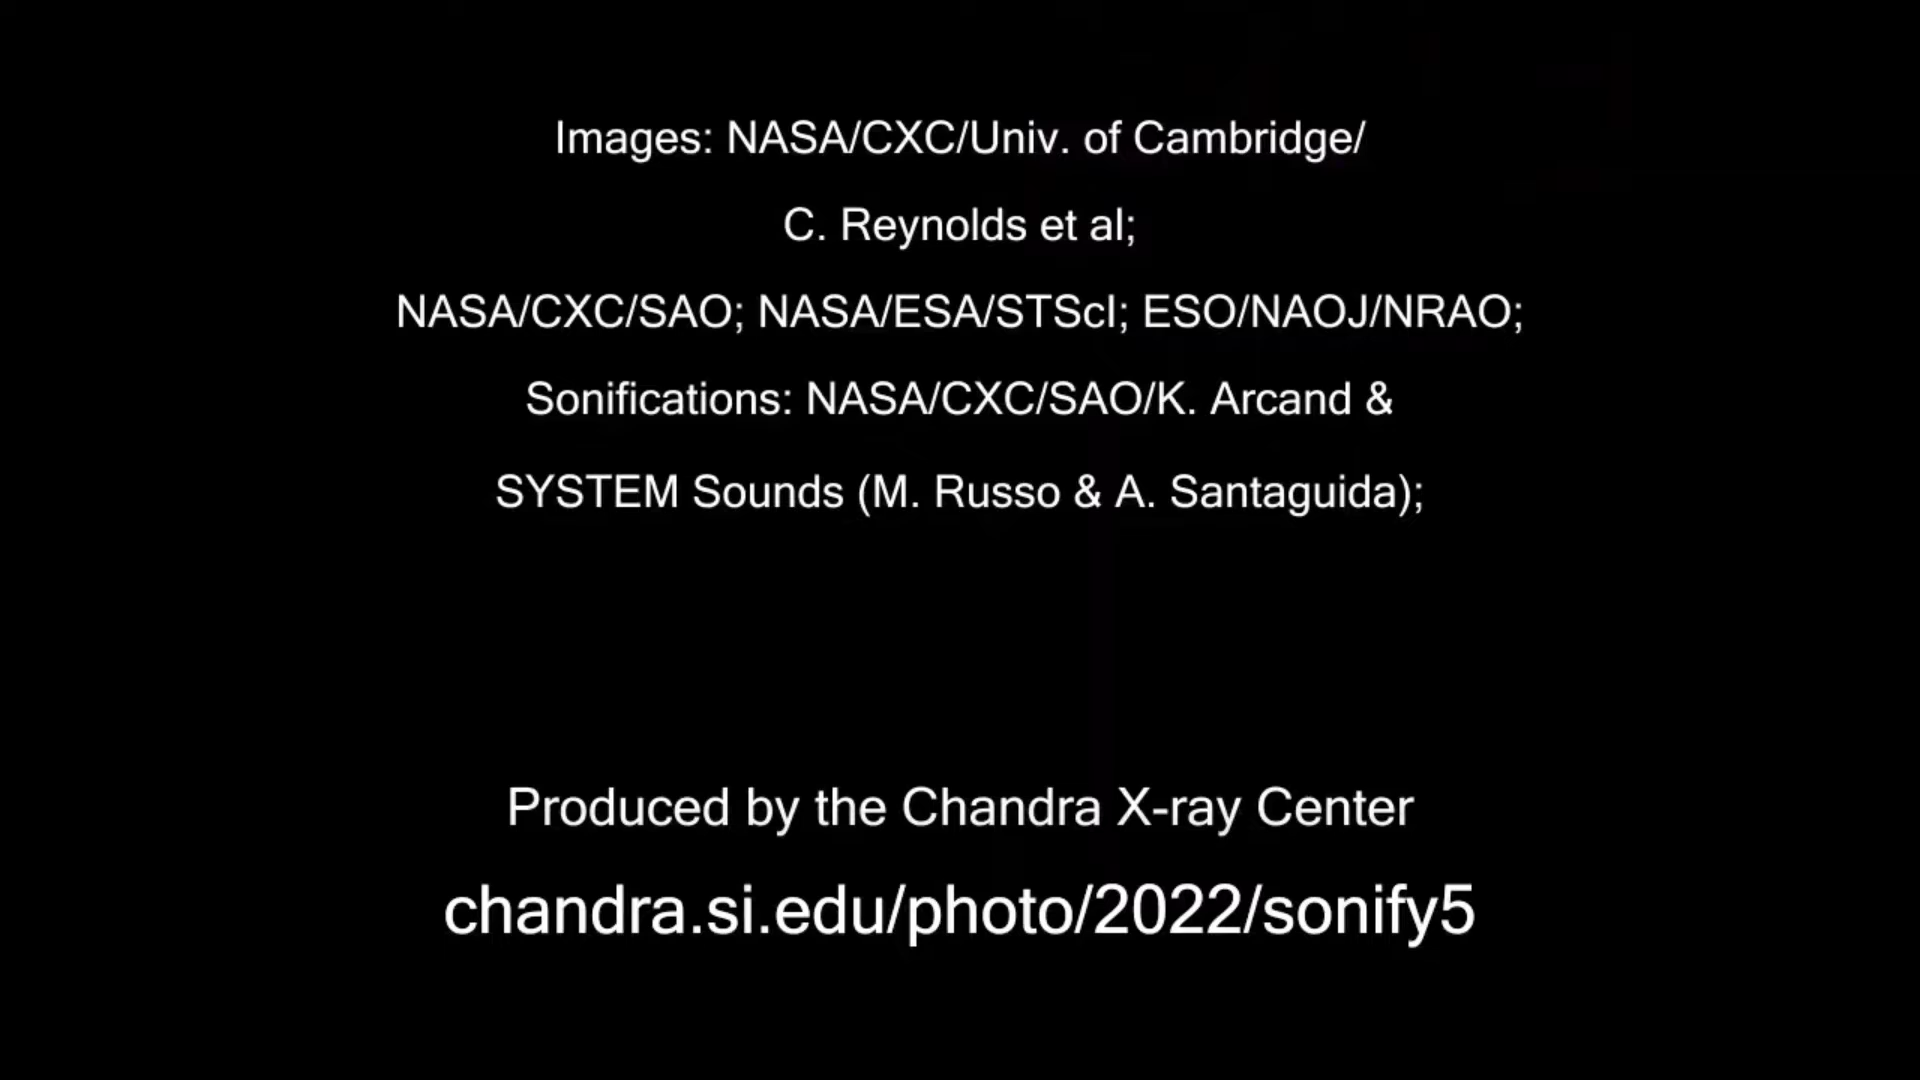 Images: NASA/CXC/Univ. of Cambridge/
C. Reynolds et al;
NASA/CXC/SAO; NASA/ESA/STScI; ESO/NAOJ/NRAO;
Sonifications: NASA/CXC/SAO/K. Arcand &
SYSTEM Sounds (M. Russo & A. Santaguida);
Produced by the Chandra X-ray Center
chandra.si.edu/photo/2022/sonify5